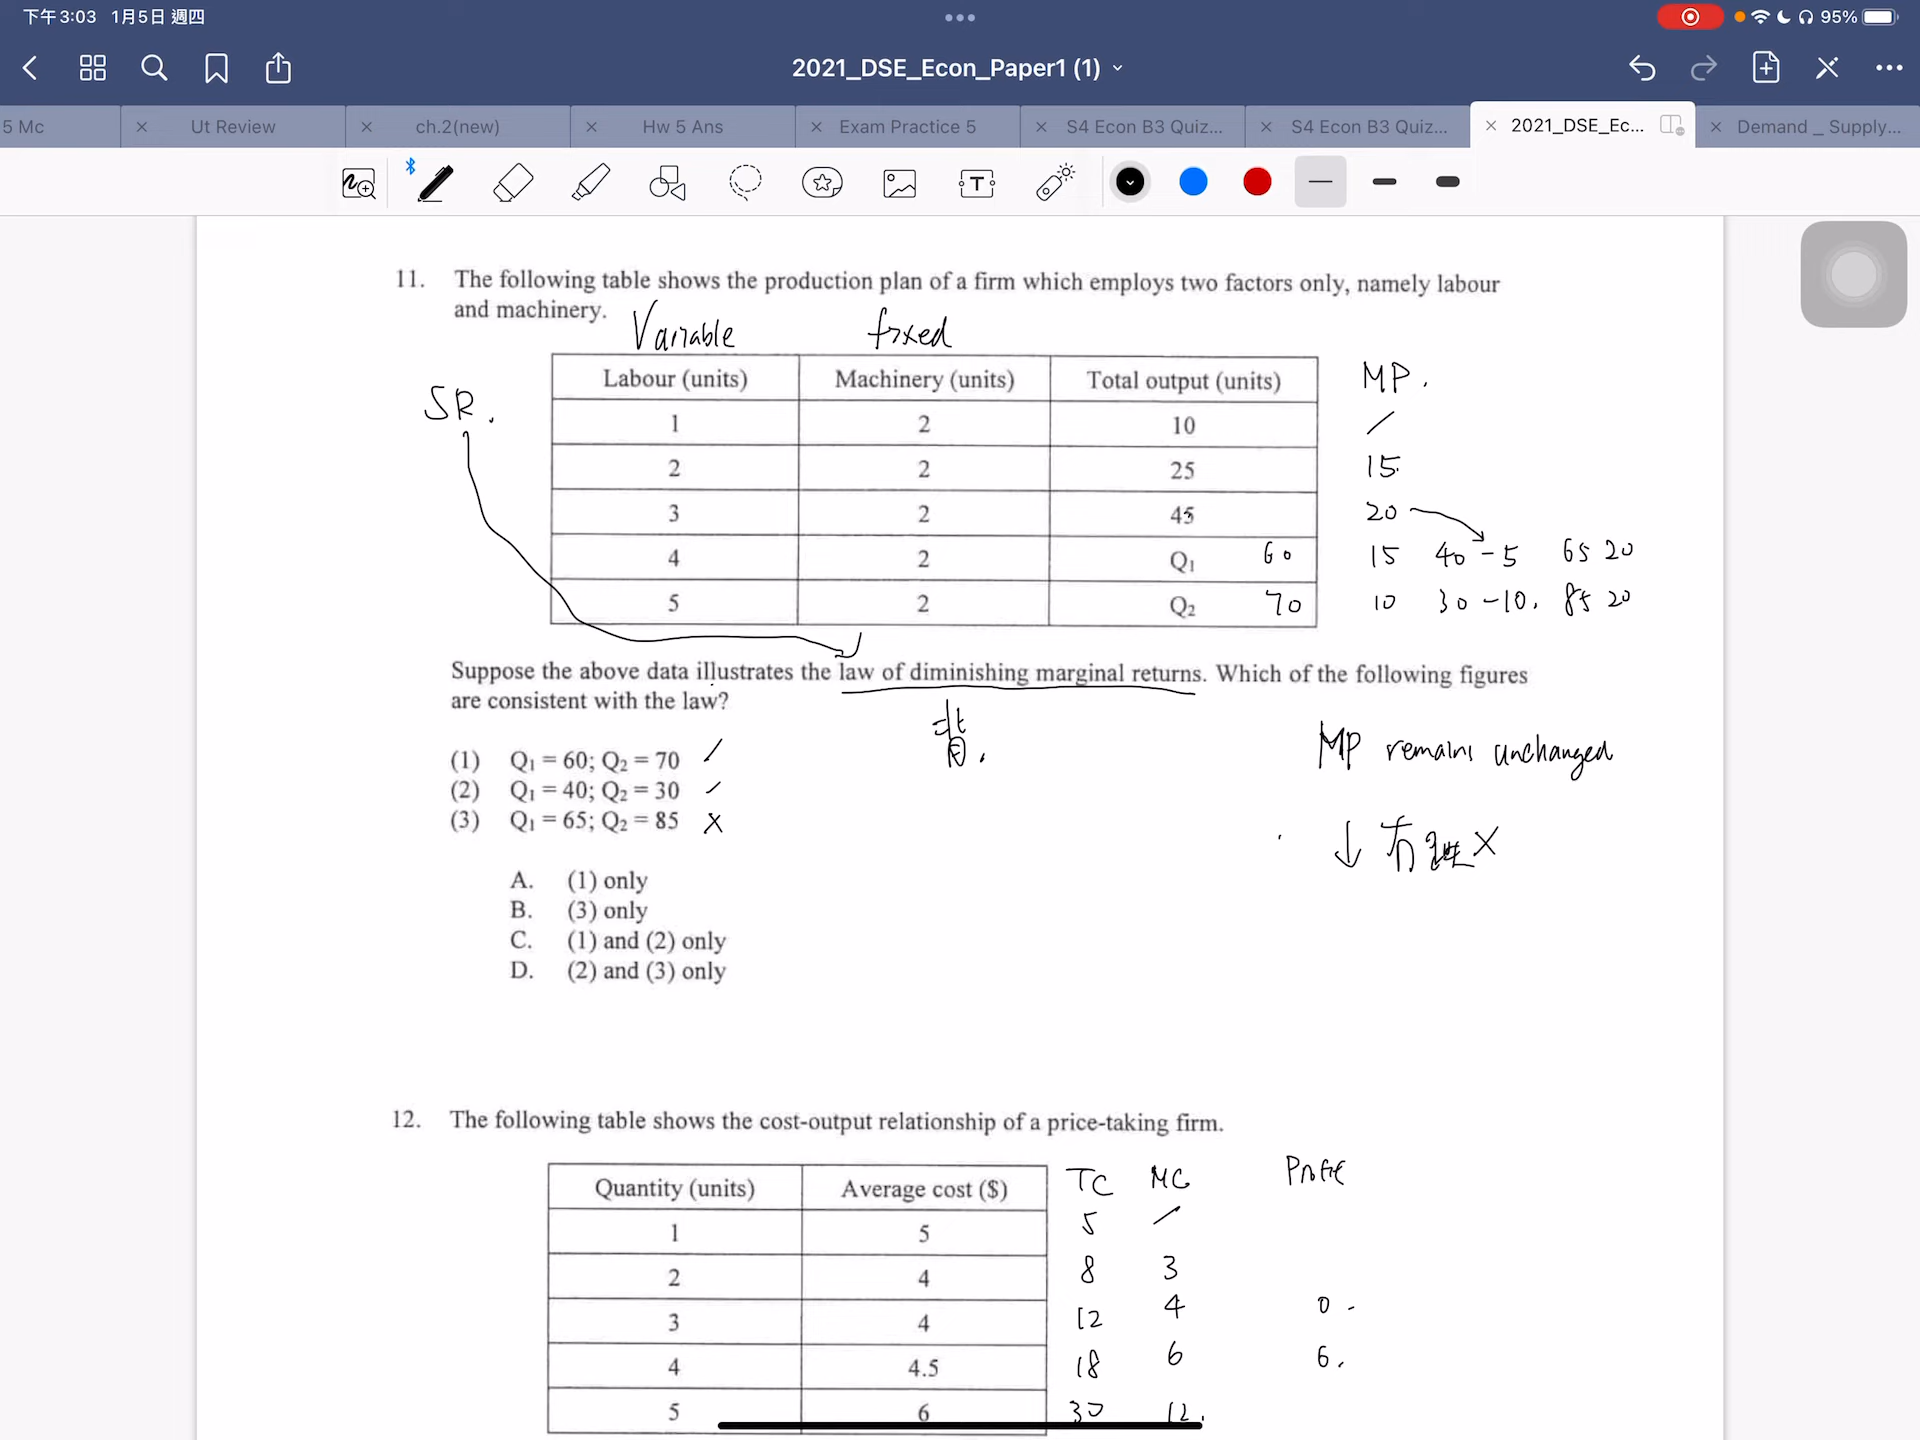 下午3:03 1月5日 週四
95%
2021_DSE_Econ_Paper1 (1)
5 Mc
Ut Review
ch.2(new)
Hw 5 Ans
Exam Practice 5
S4 Econ B3 Quiz...
S4 Econ B3 Quiz...
2021_DSE_Ec...
Demand _ Supply...
11. The following table shows the production plan of a firm which employs two factors only, namely labour
and machinery.
Variable fixed
SR.
Labour (units) Machinery (units) Total output (units) MP.
1 2 10 /
2 2 25 15
3 2 45 20
4 2 Q1 60 15 40 -5 65 20
5 2 Q2 70 10 30 -10. 85 20
Suppose the above data illustrates the law of diminishing marginal returns. Which of the following figures
are consistent with the law?
MP remains unchanged
(1) Q1 = 60; Q2 = 70 /
(2) Q1 = 40; Q2 = 30 /
(3) Q1 = 65; Q2 = 85 X
↓ X
A. (1) only
B. (3) only
C. (1) and (2) only
D. (2) and (3) only
12. The following table shows the cost-output relationship of a price-taking firm.
Quantity (units) Average cost ($) TC MC Profit
1 5 5 /
2 4 8 3
3 4 12 4 0.
4 4.5 18 6 6.
5 6 30 12.